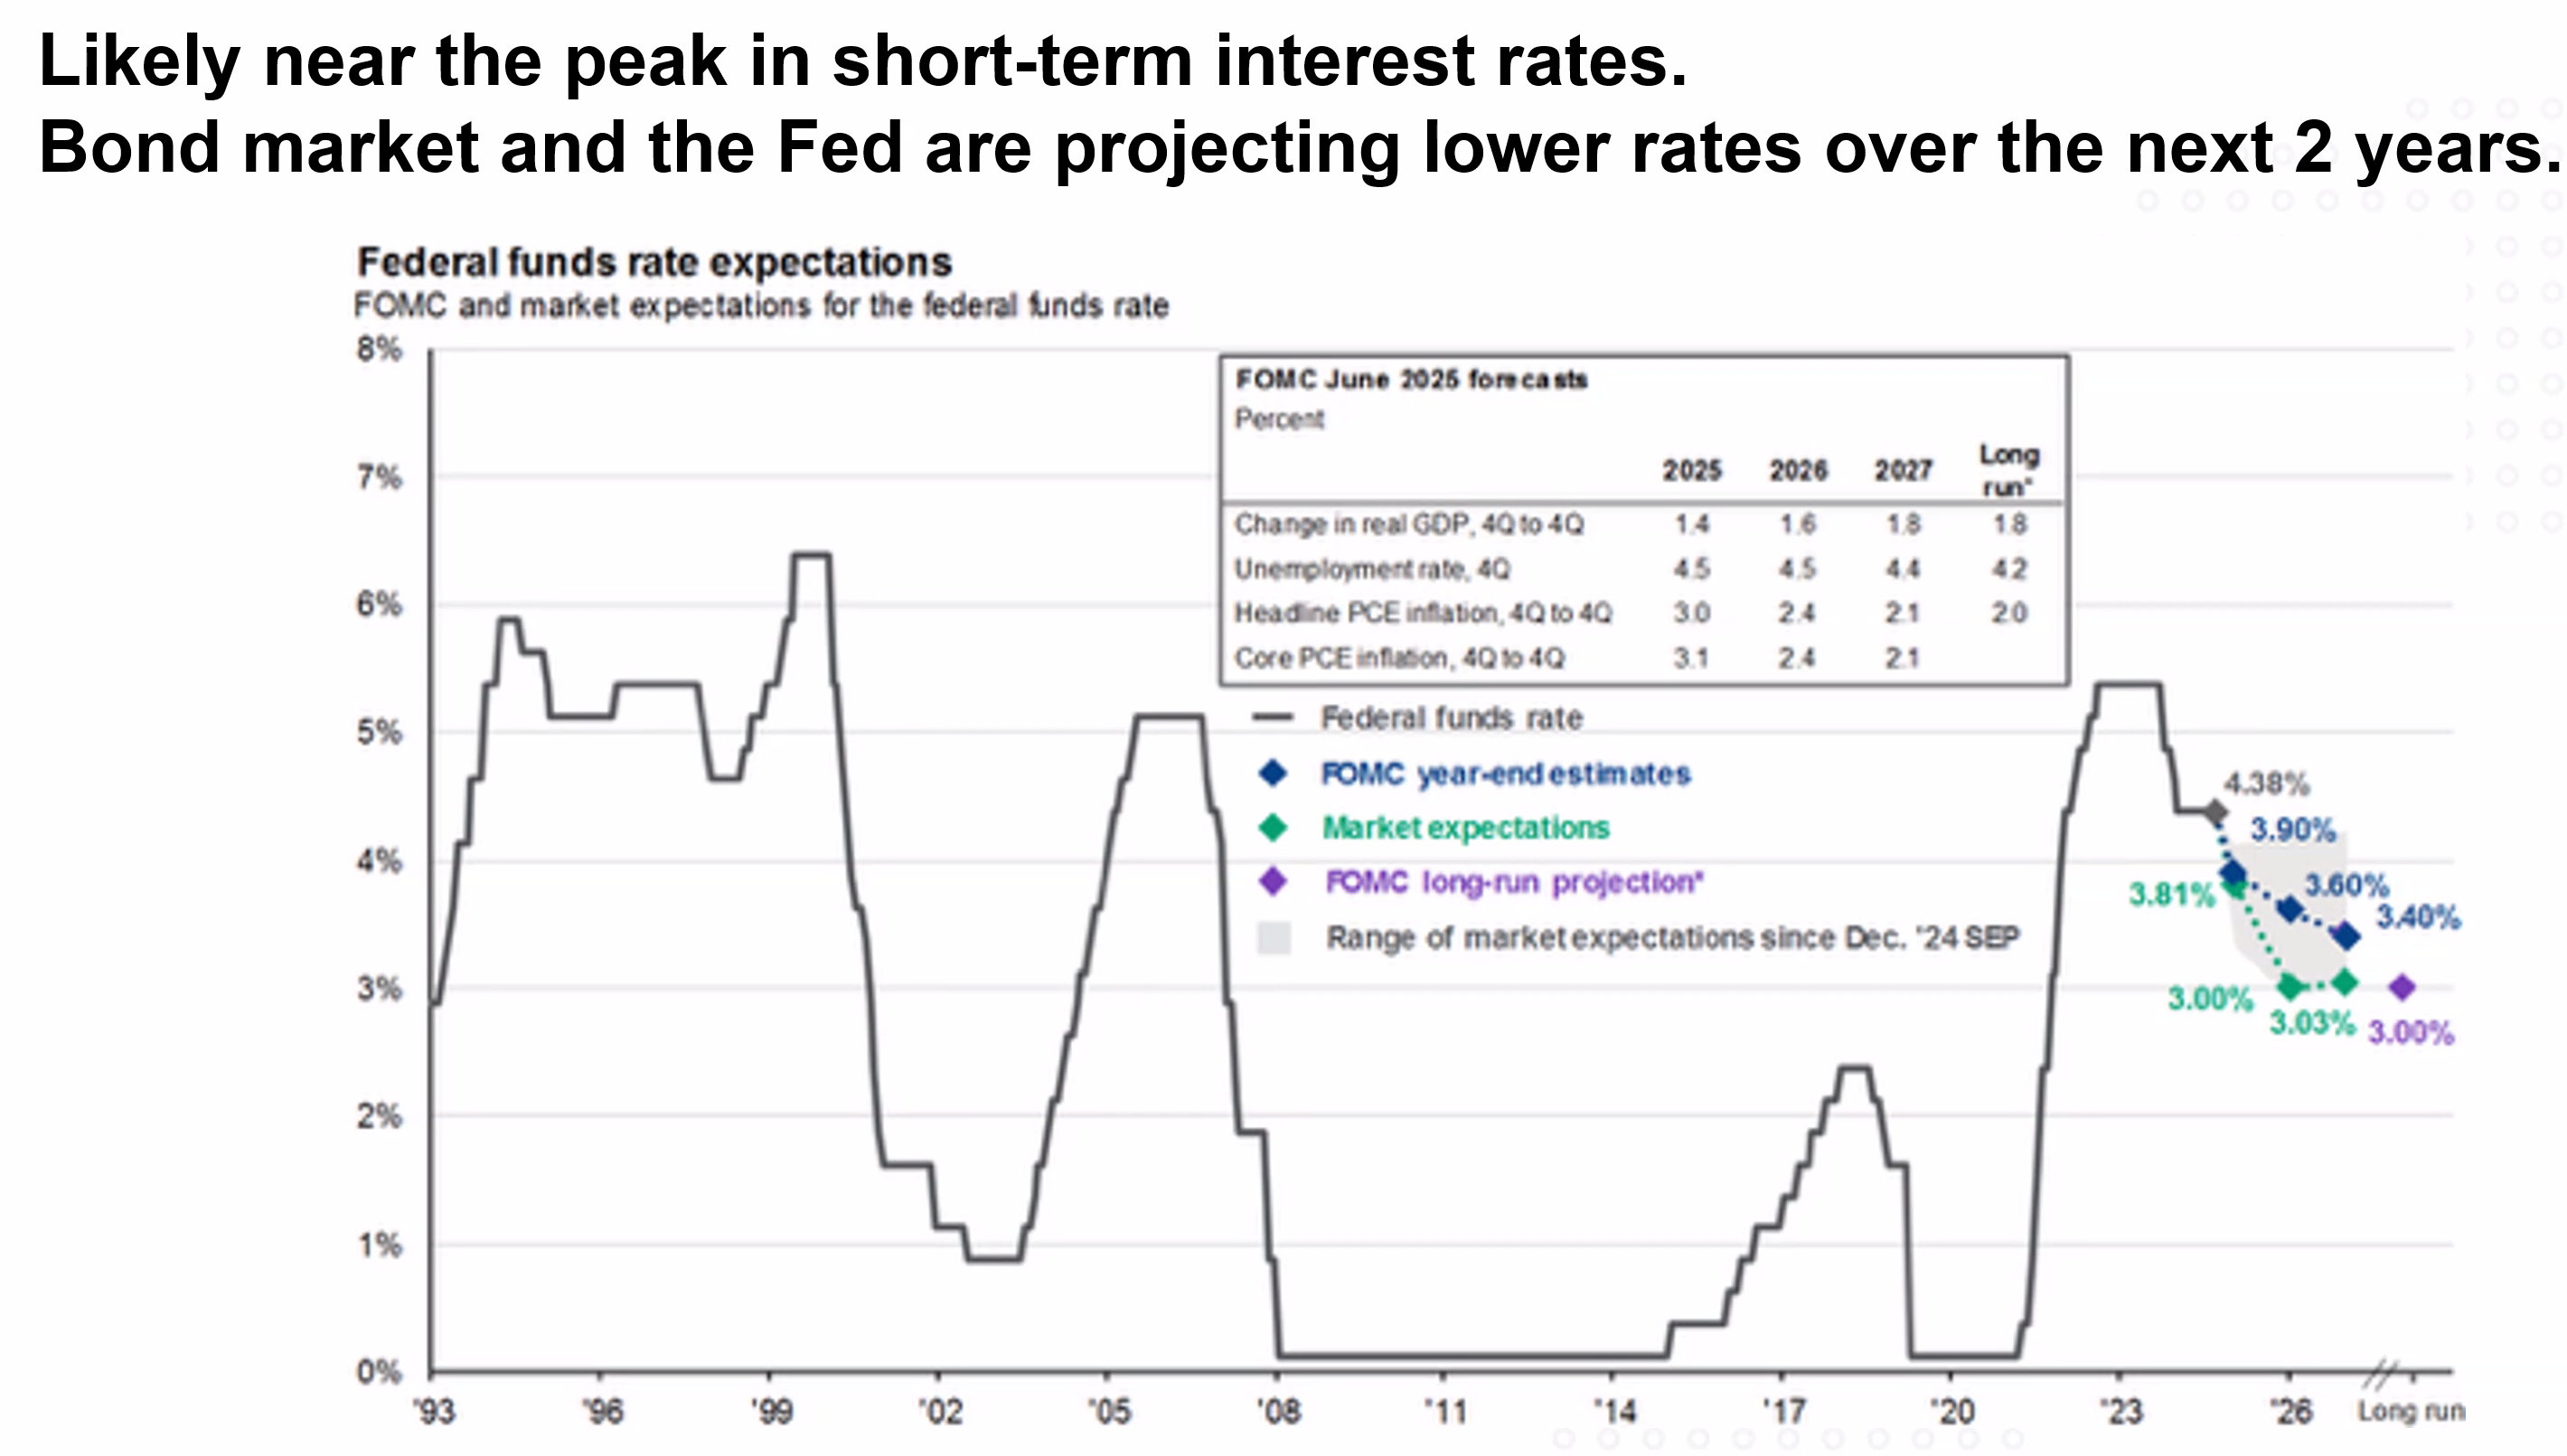 Likely near the peak in short-term interest rates.
Bond market and the Fed are projecting lower rates over the next 2 years.
Federal funds rate expectations
FOMC and market expectations for the federal funds rate
8%
7%
6%
5%
4%
3%
2%
1%
0%
FOMC June 2025 forecasts
Percent
2025 2026 2027 Long run*
Change in real GDP, 4Q to 4Q 1.4 1.6 1.8 1.8
Unemployment rate, 4Q 4.5 4.5 4.4 4.2
Headline PCE inflation, 4Q to 4Q 3.0 2.4 2.1 2.0
Core PCE inflation, 4Q to 4Q 3.1 2.4 2.1
Federal funds rate
FOMC year-end estimates
Market expectations
FOMC long-run projection*
Range of market expectations since Dec. '24 SEP
4.38%
3.90%
3.81%
3.60%
3.40%
3.00%
3.03%
3.00%
'93 '96 '99 '02 '05 '08 '11 '14 '17 '20 '23 '26 Long run